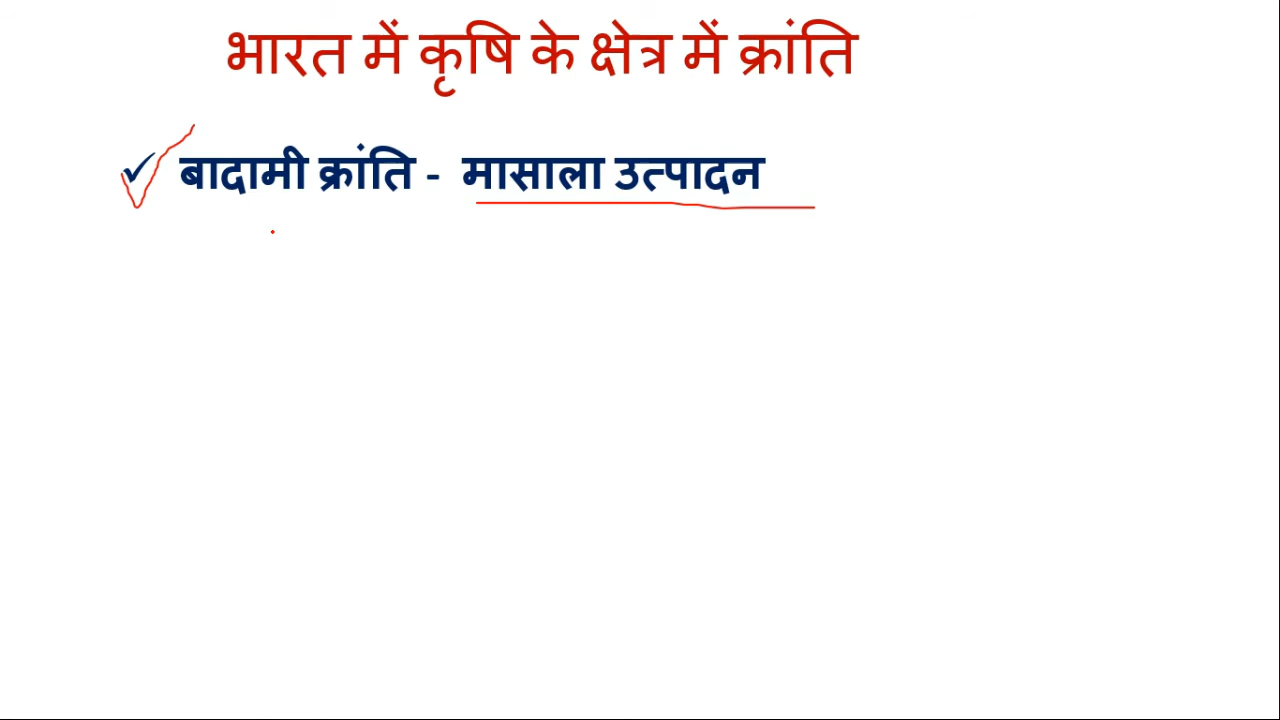 भारत में कृषि के क्षेत्र में क्रांति
✓ बादामी क्रांति - मासाला उत्पादन